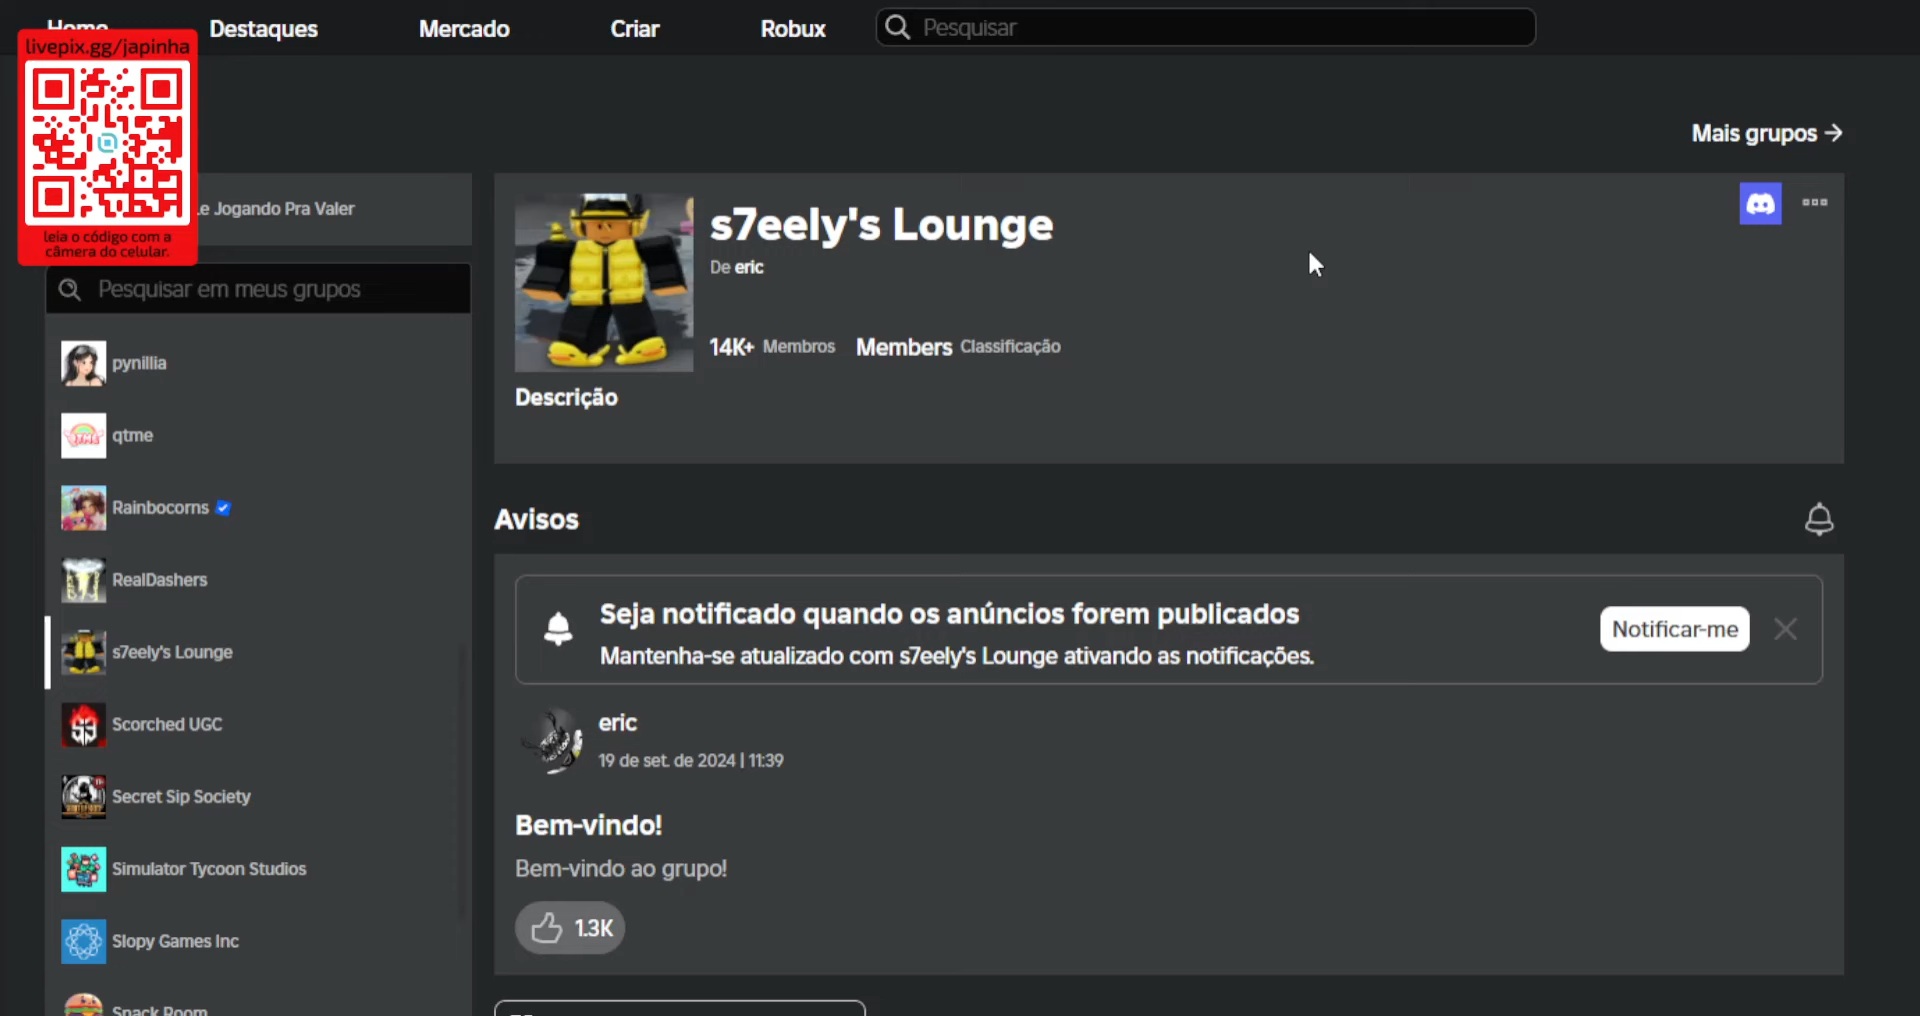 Home
Destaques
Mercado
Criar
Robux
Pesquisar
livepix.gg/japinha
leia o código com a
câmera do celular.
Mais grupos →
Le Jogando Pra Valer
Pesquisar em meus grupos
pynillia
qtme
Rainbocorns
RealDashers
s7eely's Lounge
Scorched UGC
Secret Sip Society
Simulator Tycoon Studios
Slopy Games Inc
Snack Room
s7eely's Lounge
De eric
14K+ Membros
Members Classificação
Descrição
Avisos
Seja notificado quando os anúncios forem publicados
Mantenha-se atualizado com s7eely's Lounge ativando as notificações.
Notificar-me
eric
19 de set. de 2024 | 11:39
Bem-vindo!
Bem-vindo ao grupo!
1.3K